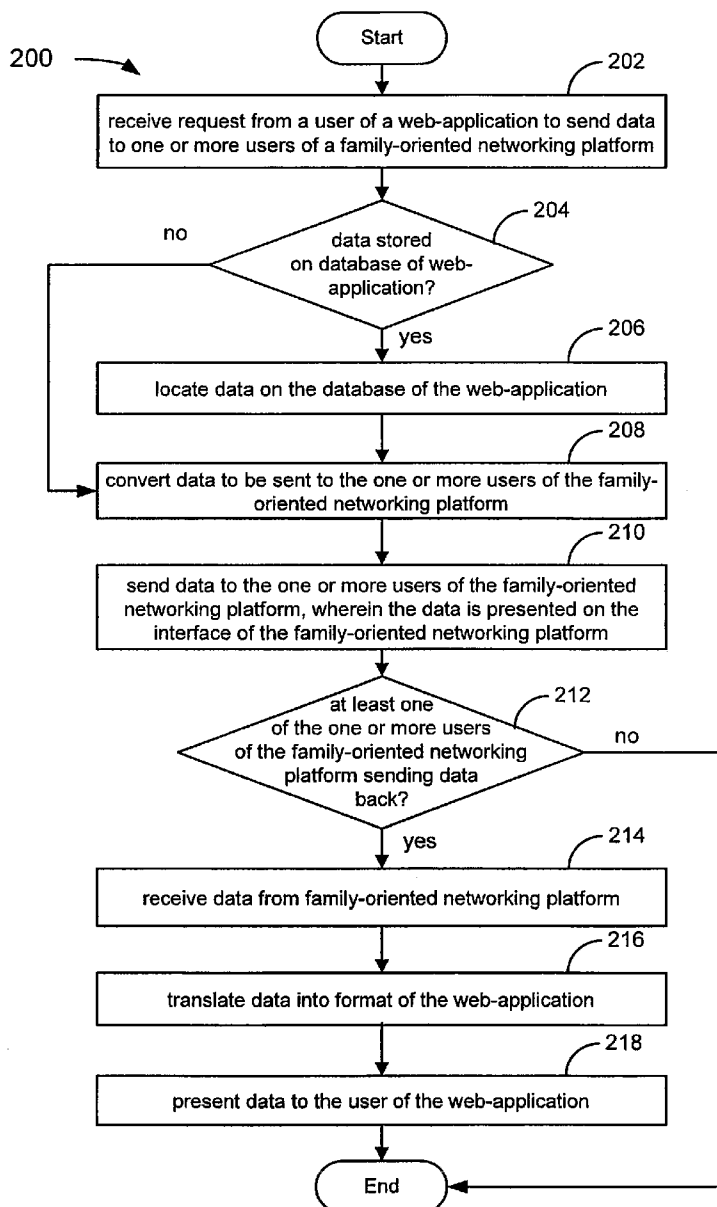 Start
200
202
receive request from a user of a web-application to send data
to one or more users of a family-oriented networking platform
204
no
data stored
on database of web-
application?
yes
206
locate data on the database of the web-application
208
convert data to be sent to the one or more users of the family-
oriented networking platform
210
send data to the one or more users of the family-oriented
networking platform, wherein the data is presented on the
interface of the family-oriented networking platform
212
at least one
of the one or more users
of the family-oriented networking
platform sending data
back?
no
yes
214
receive data from family-oriented networking platform
216
translate data into format of the web-application
218
present data to the user of the web-application
End